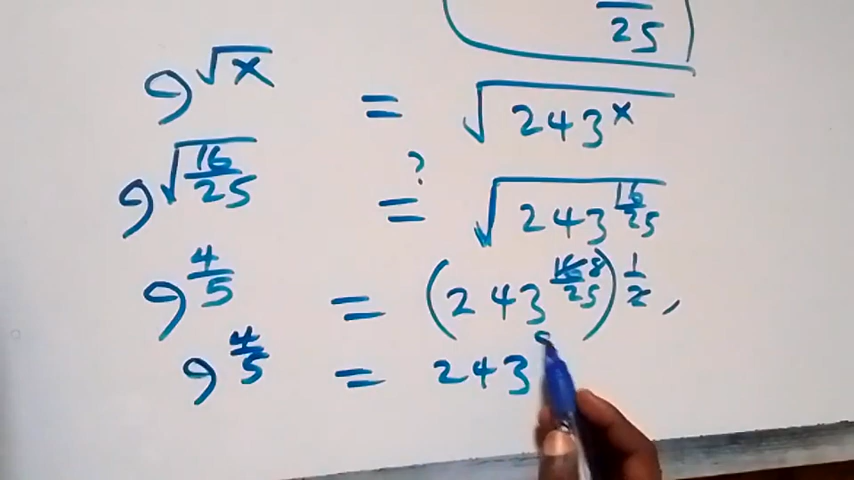 /25
9^√x = √(243^x)
9^√(16/25) =? √(243^(16/25))
9^(4/5) = (243^(16 8/25))^(1/2),
9^(4/5) = 243